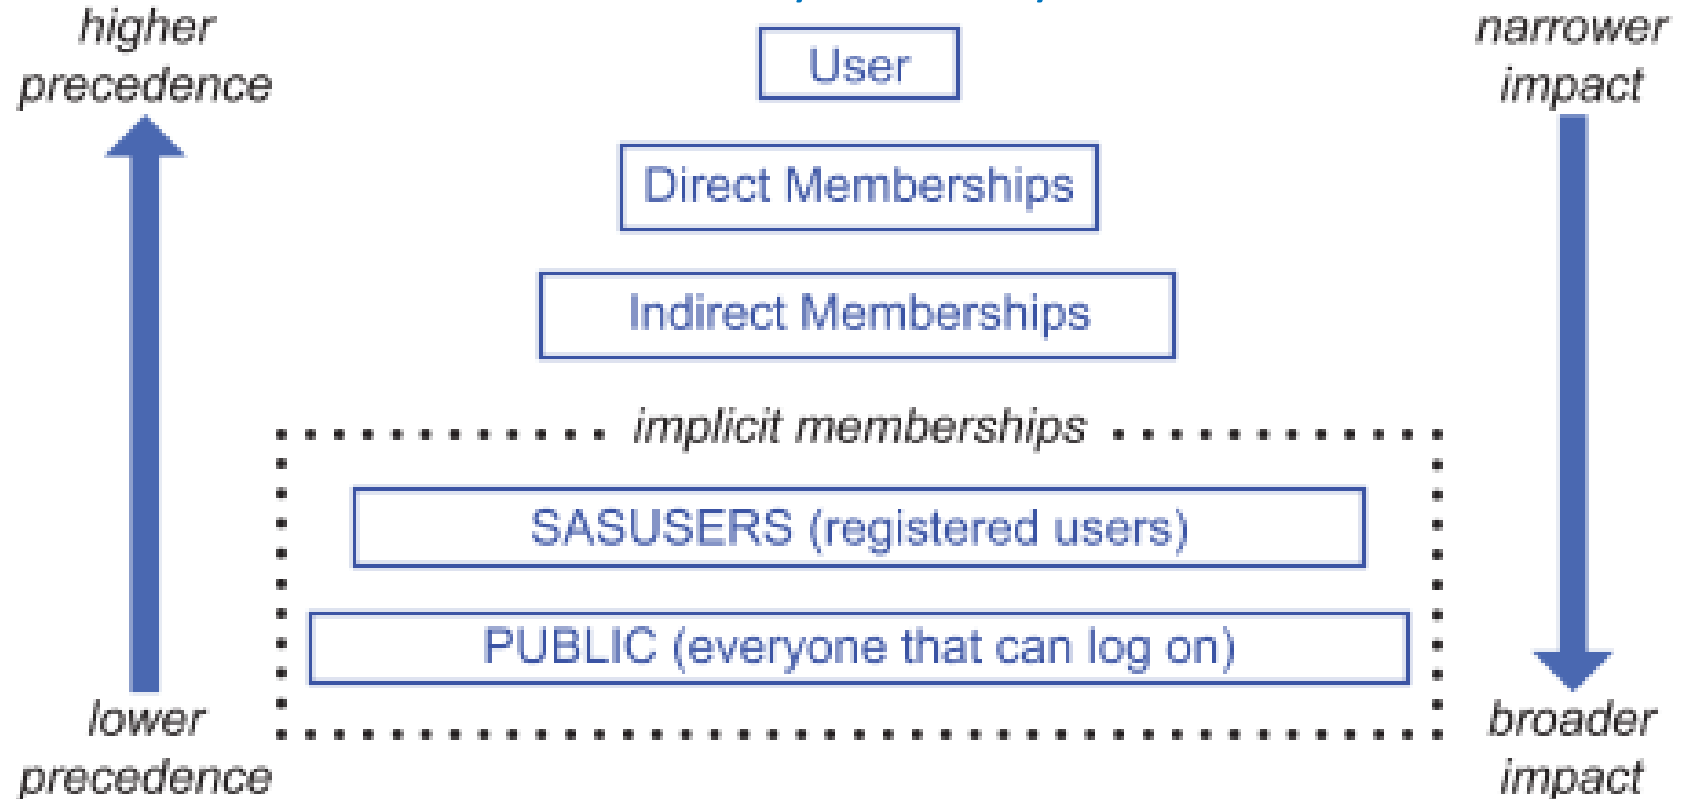 higher
precedence
User
narrower
impact
Direct Memberships
Indirect Memberships
implicit memberships
SASUSERS (registered users)
PUBLIC (everyone that can log on)
lower
precedence
broader
impact